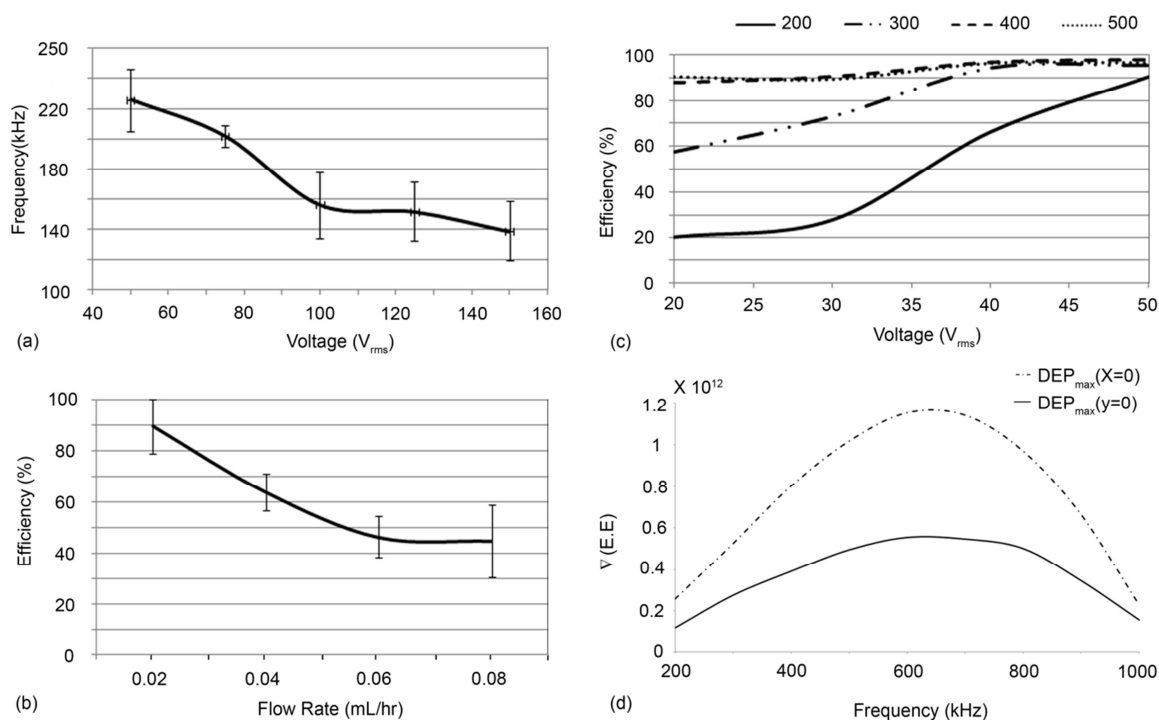 250
220
180
140
100
Frequency(kHz)
40 60 80 100 120 140 160
(a)
Voltage (Vrms)
200 300 400 500
100
80
60
40
20
0
Efficiency (%)
20 25 30 35 40 45 50
(c)
Voltage (Vrms)
100
80
60
40
20
0
Efficiency (%)
0.02 0.04 0.06 0.08
(b)
Flow Rate (mL/hr)
X 10¹²
DEPmax(X=0)
DEPmax(y=0)
1.2
1
0.8
0.6
0.4
0.2
0
∇ (E.E)
200 400 600 800 1000
(d)
Frequency (kHz)